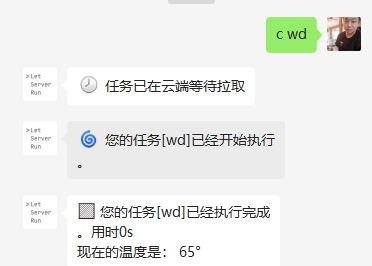 c wd
>Let
Server
Run
任务已在云端等待拉取
>Let
Server
Run
您的任务[wd]已经开始执行
。
>Let
Server
Run
您的任务[wd]已经执行完成
。用时0s
现在的温度是： 65°